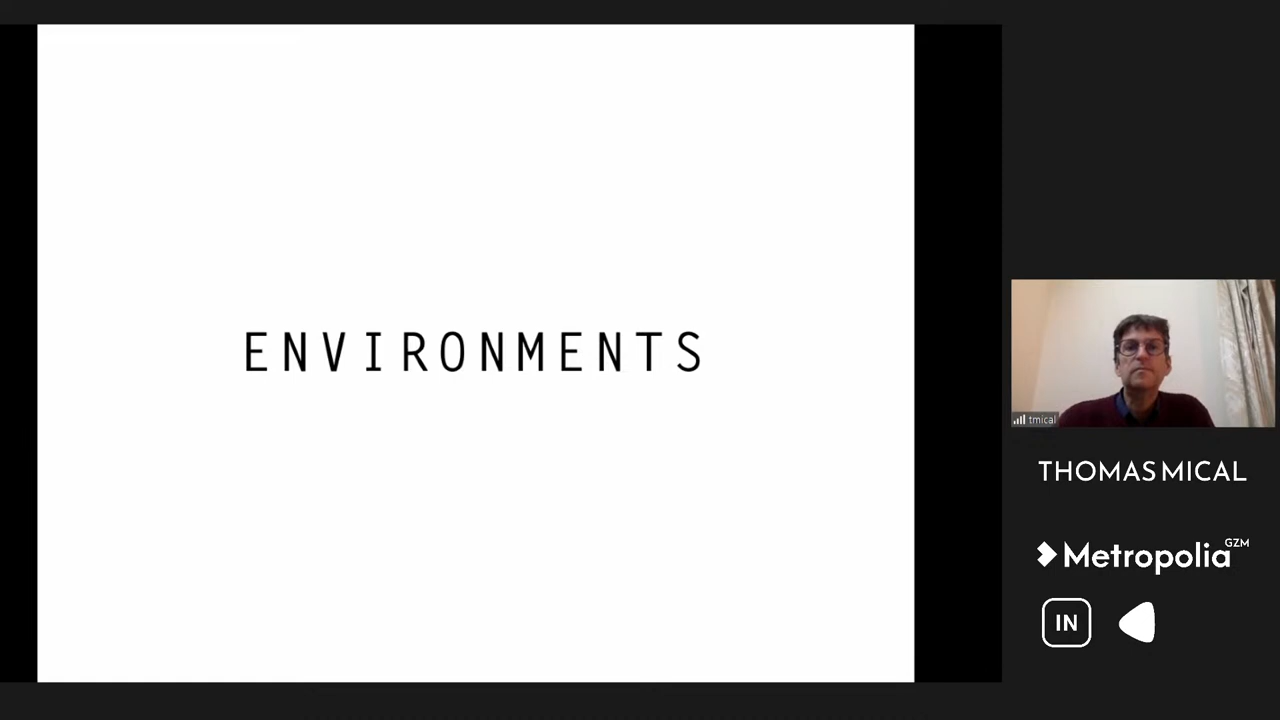 ENVIRONMENTS
tmical
THOMAS MICAL
Metropolia GZM
IN